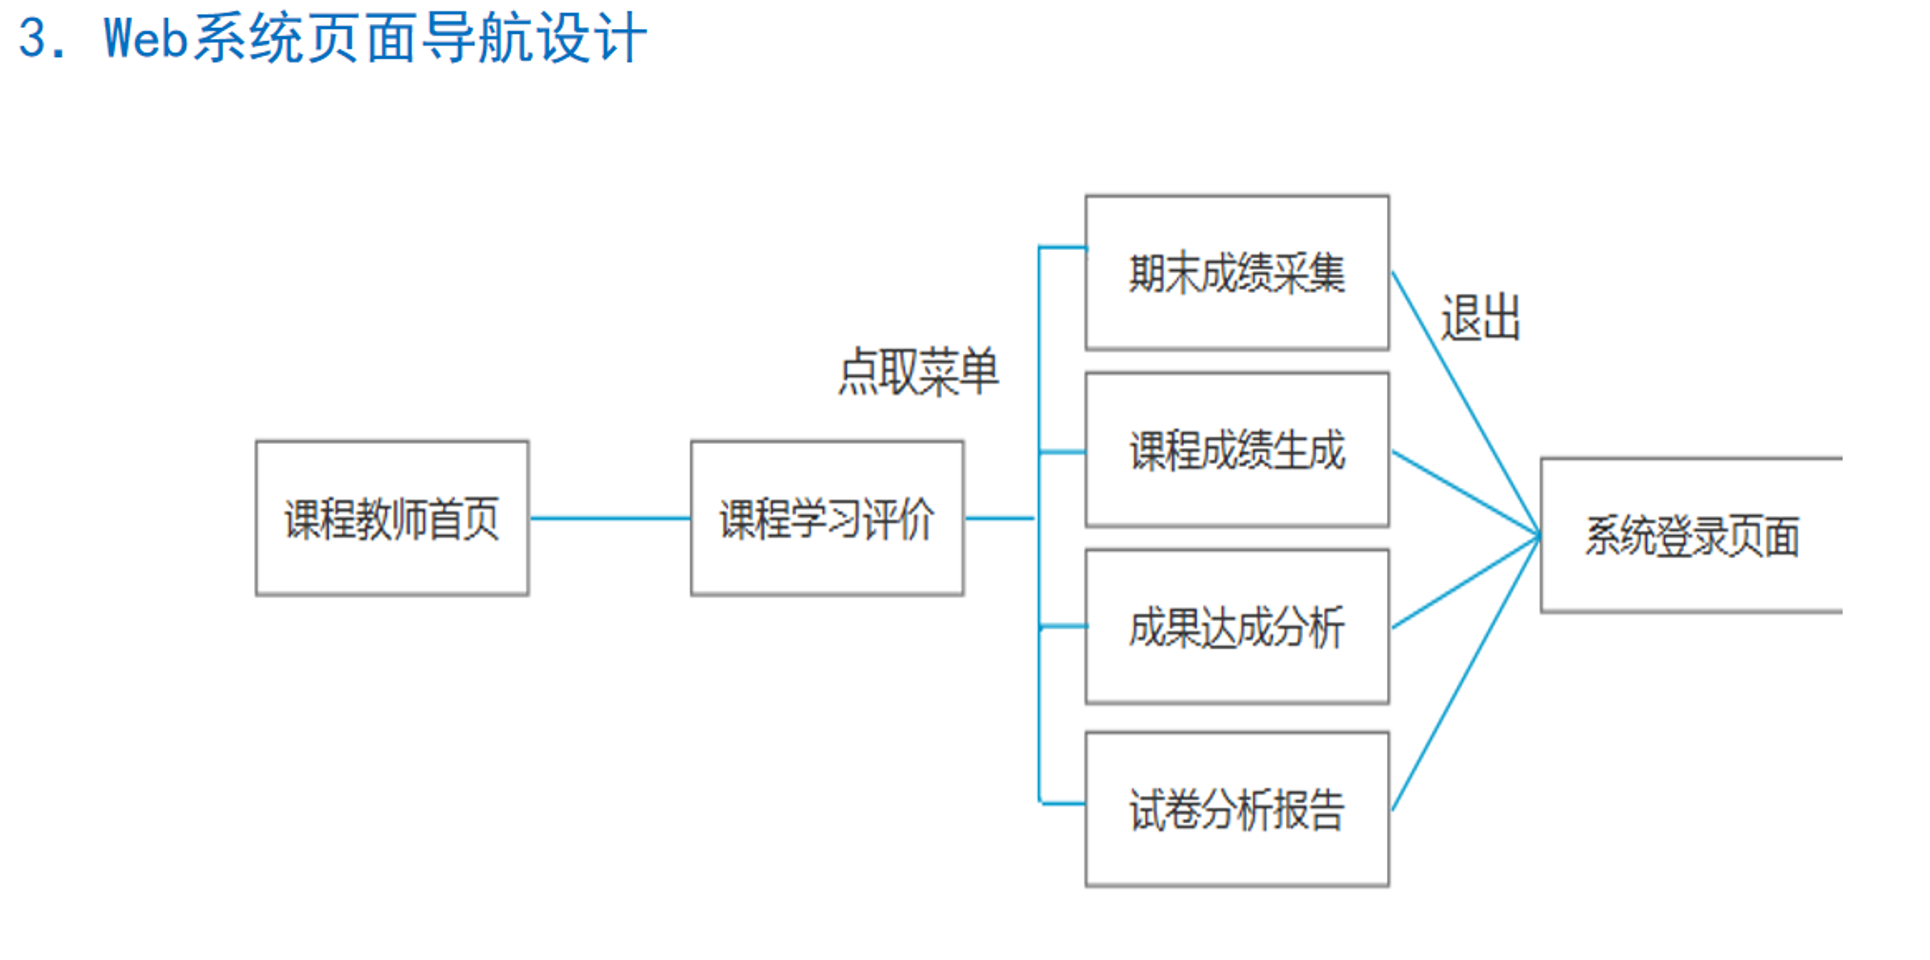 3. Web系统页面导航设计
课程教师首页
课程学习评价
点取菜单
期末成绩采集
课程成绩生成
成果达成分析
试卷分析报告
退出
系统登录页面